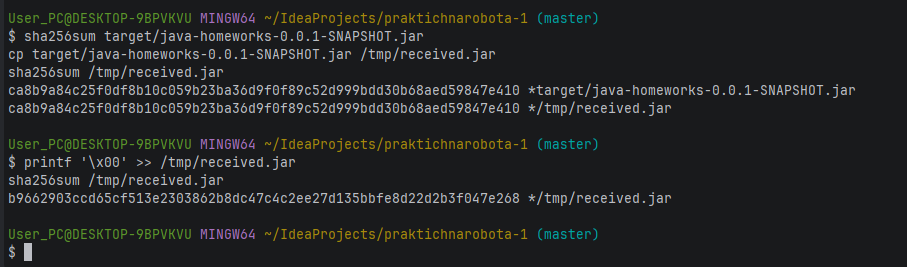 User_PC@DESKTOP-9BPVKVU MINGW64 ~/IdeaProjects/praktichnarobota-1 (master)
$ sha256sum target/java-homeworks-0.0.1-SNAPSHOT.jar
cp target/java-homeworks-0.0.1-SNAPSHOT.jar /tmp/received.jar
sha256sum /tmp/received.jar
ca8b9a84c25f0df8b10c059b23ba36d9f0f89c52d999bdd30b68aed59847e410 *target/java-homeworks-0.0.1-SNAPSHOT.jar
ca8b9a84c25f0df8b10c059b23ba36d9f0f89c52d999bdd30b68aed59847e410 */tmp/received.jar
User_PC@DESKTOP-9BPVKVU MINGW64 ~/IdeaProjects/praktichnarobota-1 (master)
$ printf '\x00' >> /tmp/received.jar
sha256sum /tmp/received.jar
b9662903ccd65cf513e2303862b8dc47c4c2ee27d135bbfe8d22d2b3f047e268 */tmp/received.jar
User_PC@DESKTOP-9BPVKVU MINGW64 ~/IdeaProjects/praktichnarobota-1 (master)
$